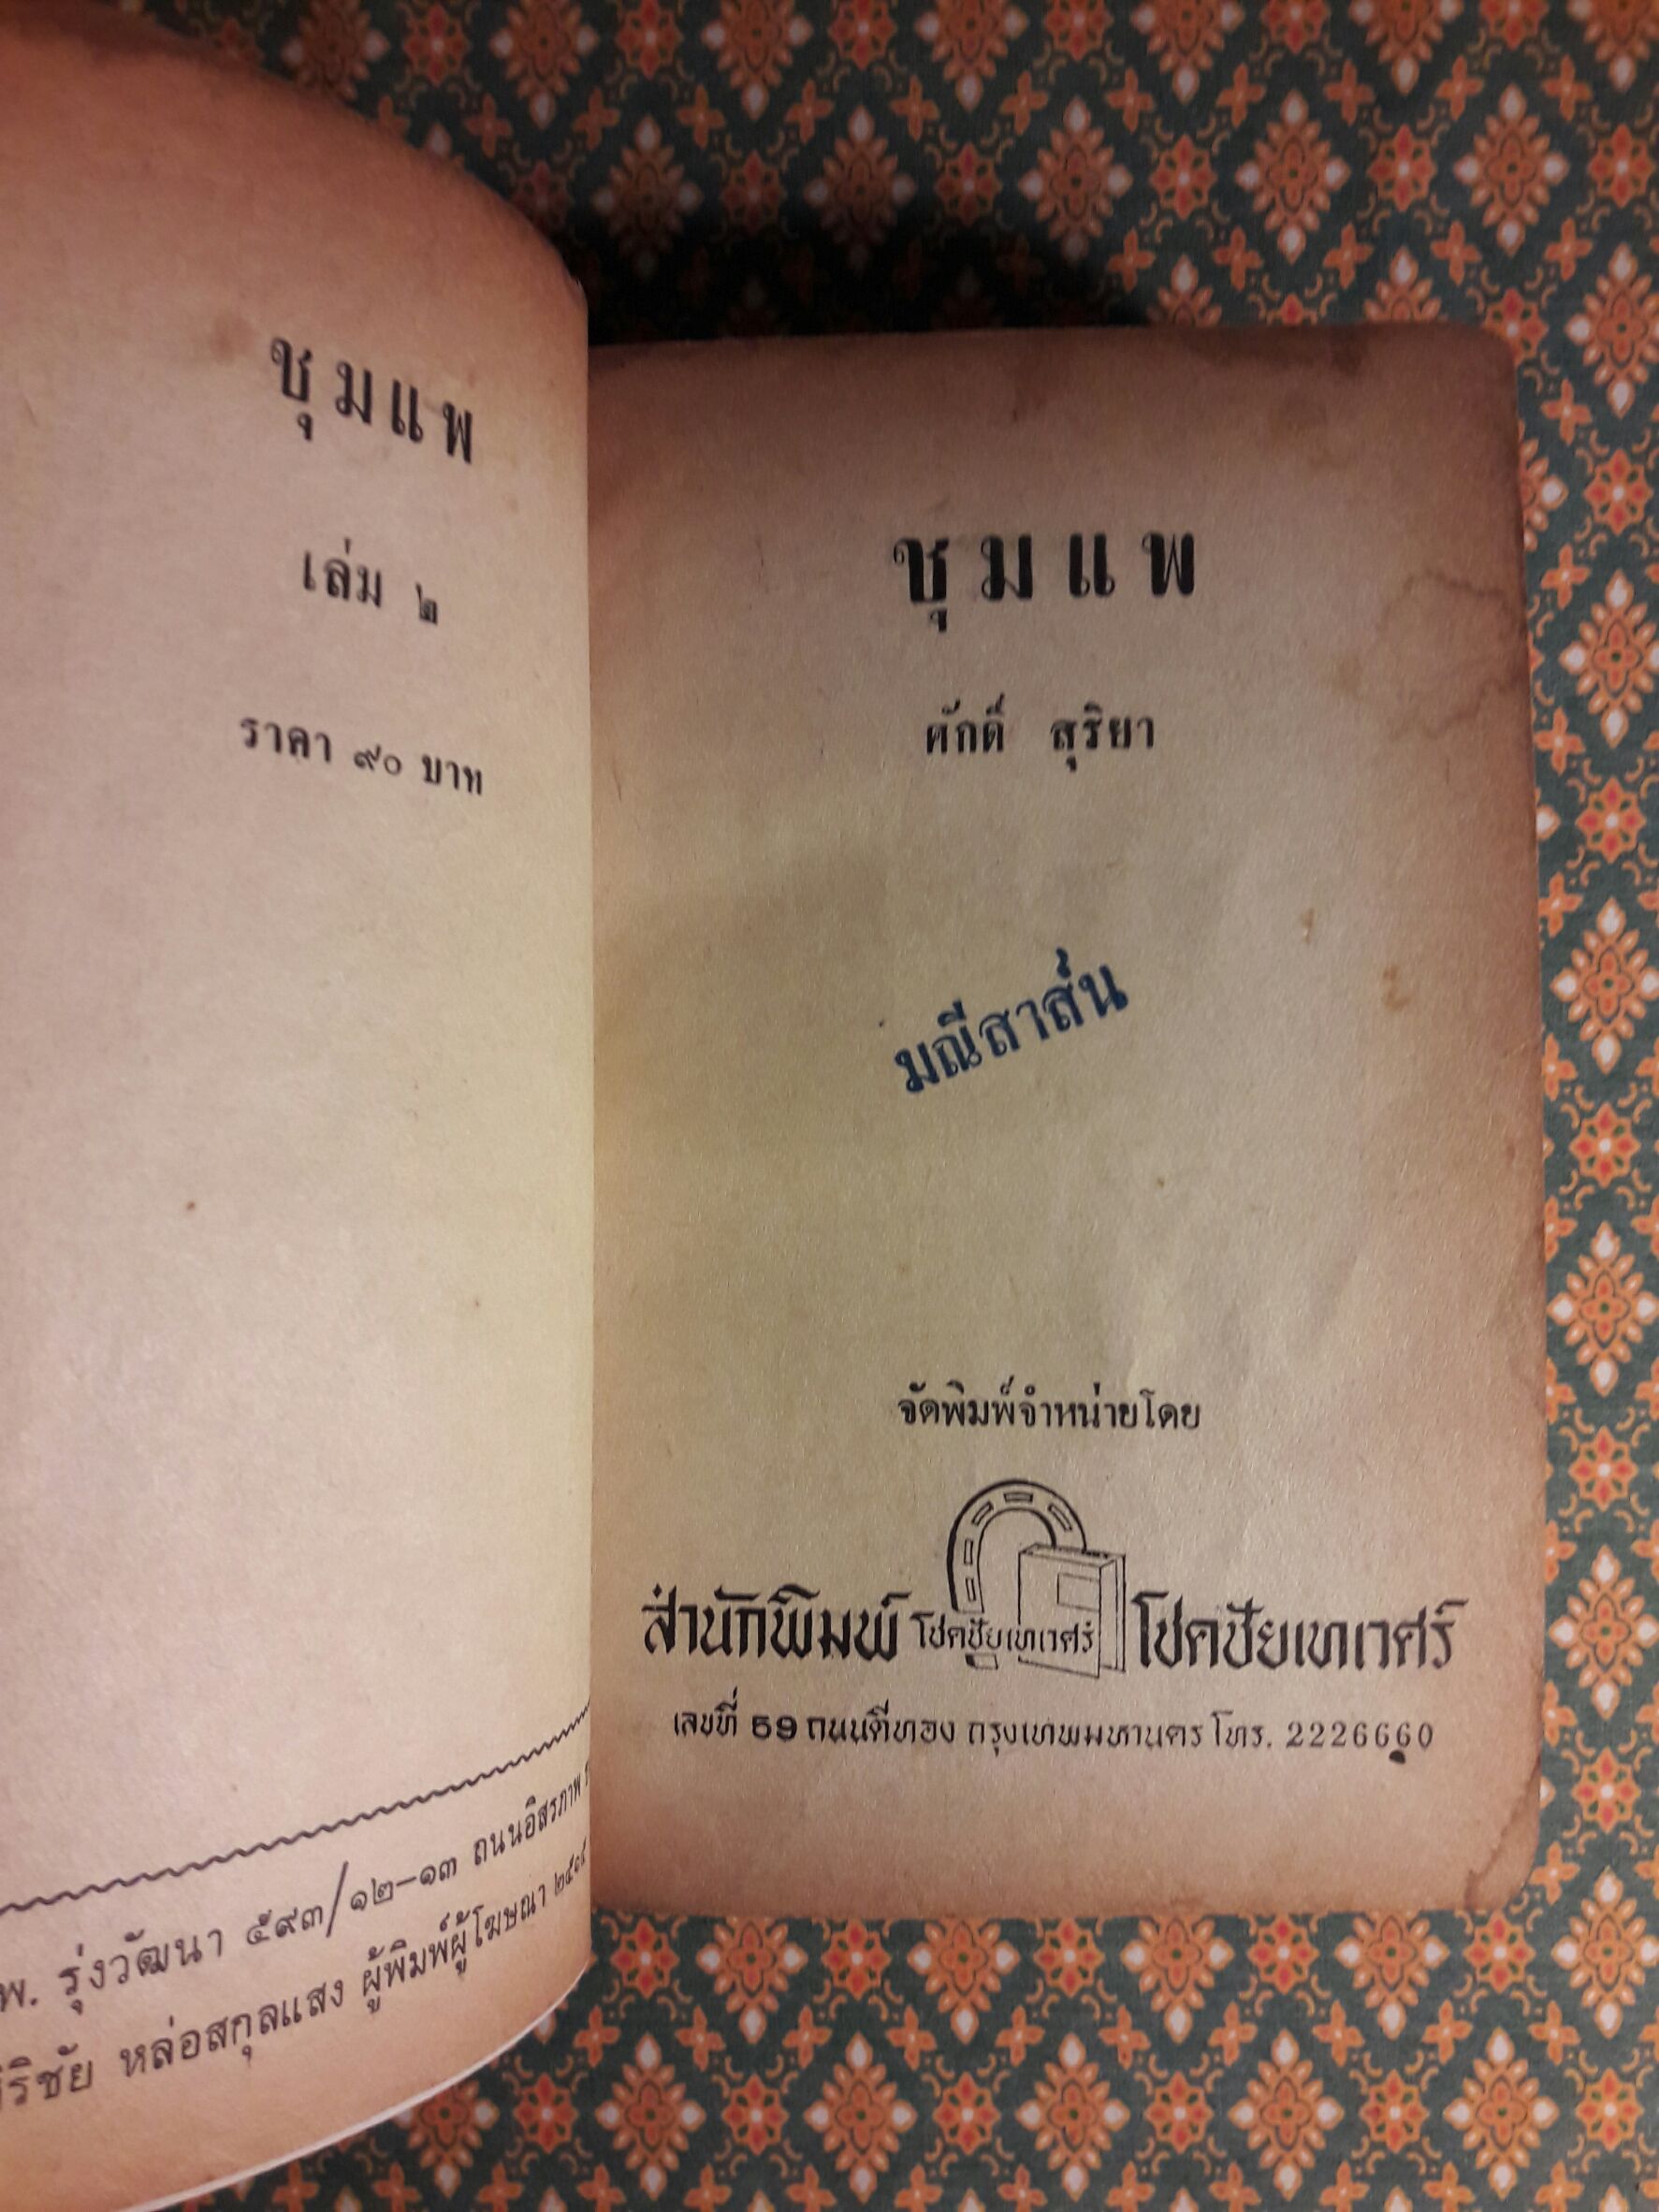 ชุมแพ
เล่ม ๒
ราคา ๙๐ บาท
พ. รุ่งวัฒนา ๕๙๓/๑๒-๑๓ ถนนอิสรภาพ
ริชัย หล่อสกุลแสง ผู้พิมพ์ผู้โฆษณา
ชุมแพ
ศักดิ์ สุริยา
มณีสาส์น
จัดพิมพ์จำหน่ายโดย
สำนักพิมพ์ โชคชัยเทเวศร์ โชคชัยเทเวศร์
เลขที่ 59 ถนนตีทอง กรุงเทพมหานคร โทร. 2226660